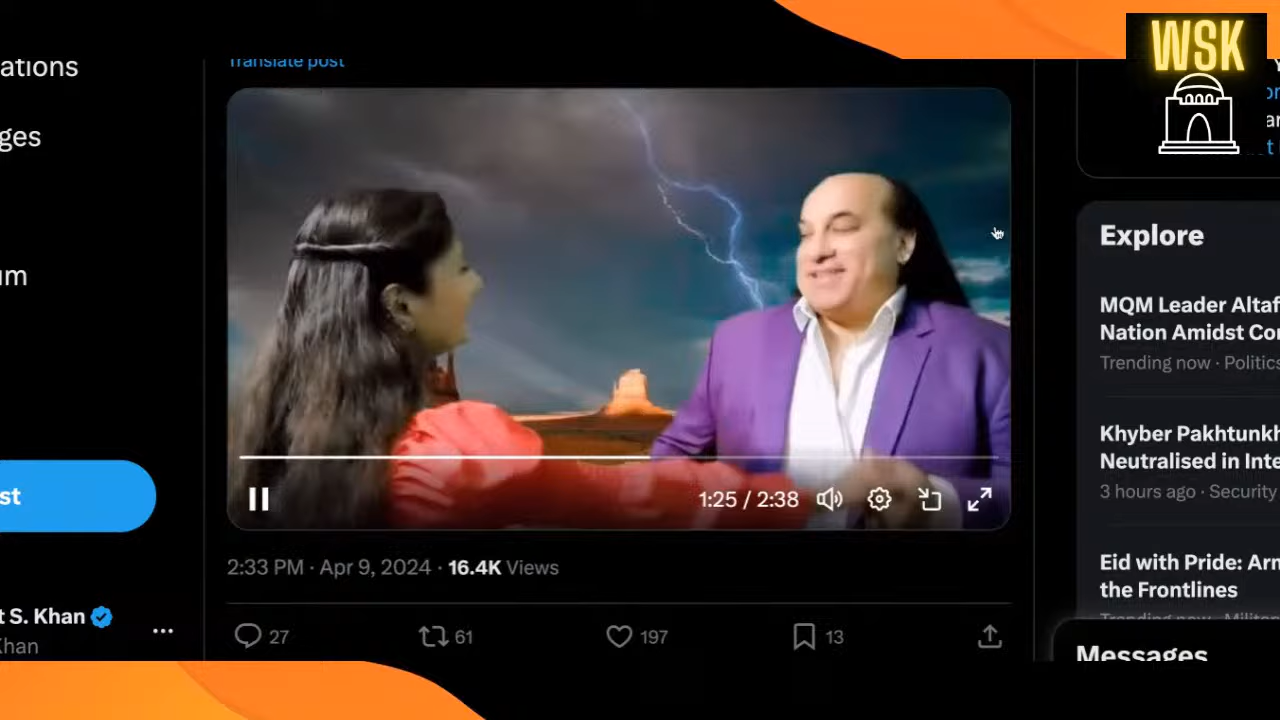 WSK
ations
Translate post
ges
um
Explore
MQM Leader Altaf
Nation Amidst Co
Trending now · Politics
Khyber Pakhtunkh
Neutralised in Inte
3 hours ago · Security
Eid with Pride: Arm
the Frontlines
Trending now
1:25 / 2:38
st
2:33 PM · Apr 9, 2024 · 16.4K Views
t S. Khan
Khan
27 61 197 13
Messages